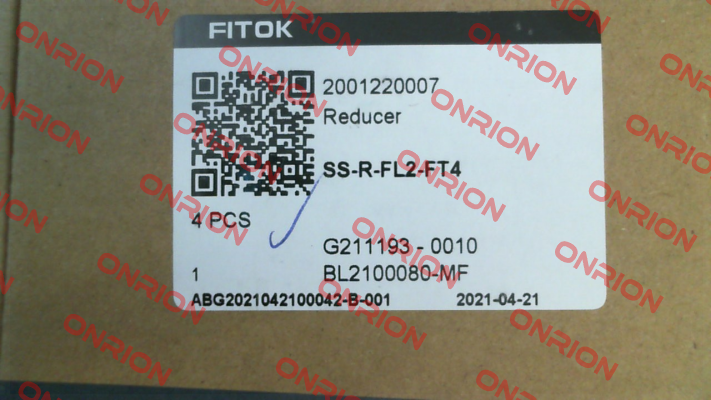 FITOK
2001220007
Reducer
SS-R-FL2-FT4
4 PCS
G211193 - 0010
1 BL2100080-MF
ABG2021042100042-B-001 2021-04-21
ONRION